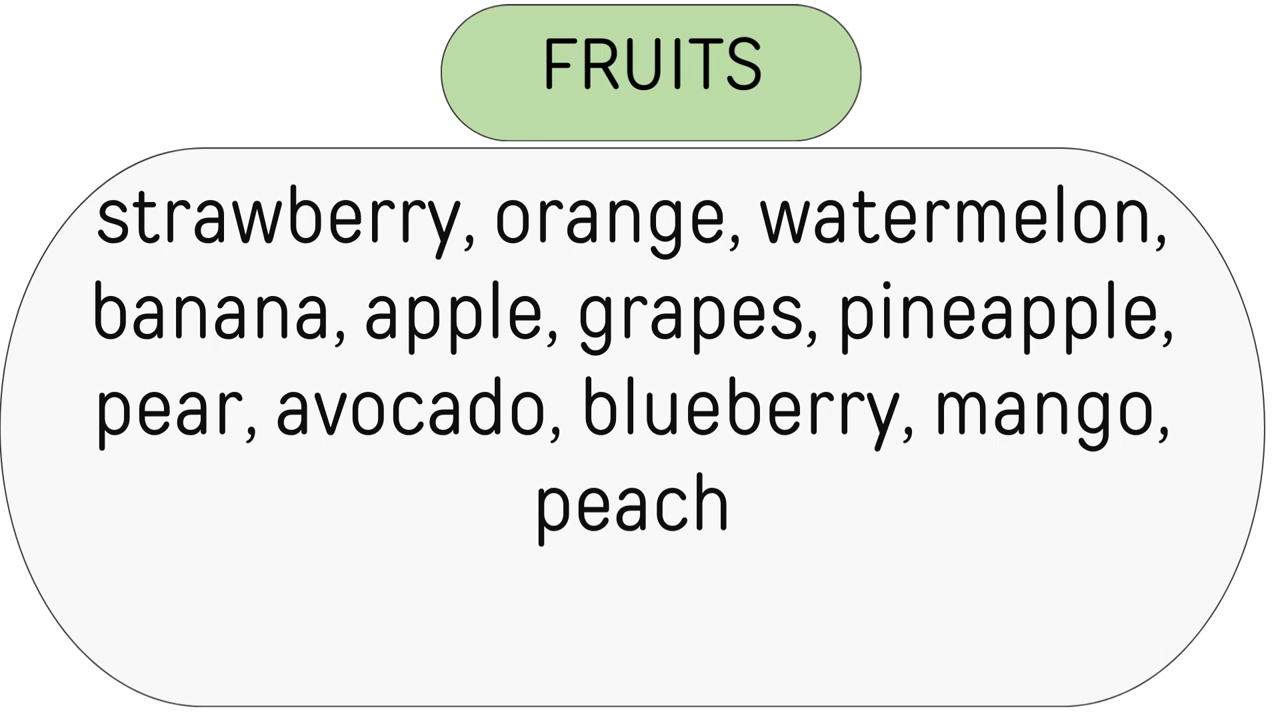 FRUITS
strawberry, orange, watermelon,
banana, apple, grapes, pineapple,
pear, avocado, blueberry, mango,
peach